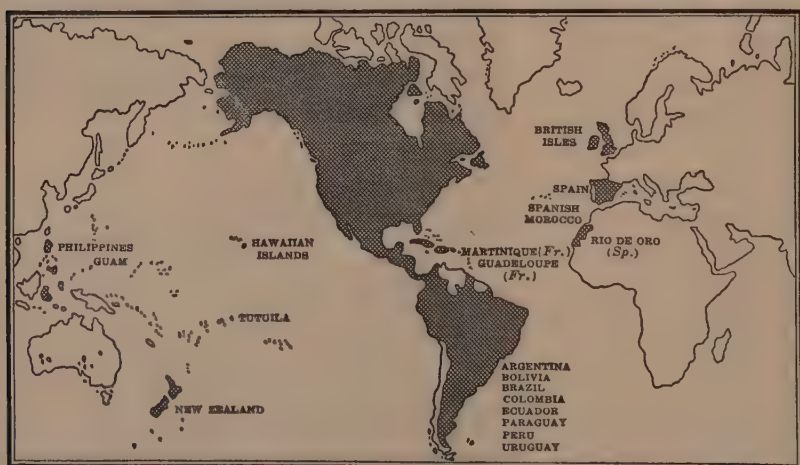 BRITISH
ISLES
SPAIN
SPANISH
MOROCCO
RIO DE ORO
(Sp.)
PHILIPPINES
GUAM
HAWAIIAN
ISLANDS
MARTINIQUE (Fr.)
GUADELOUPE
(Fr.)
TUTUILA
NEW ZEALAND
ARGENTINA
BOLIVIA
BRAZIL
COLOMBIA
ECUADOR
PARAGUAY
PERU
URUGUAY